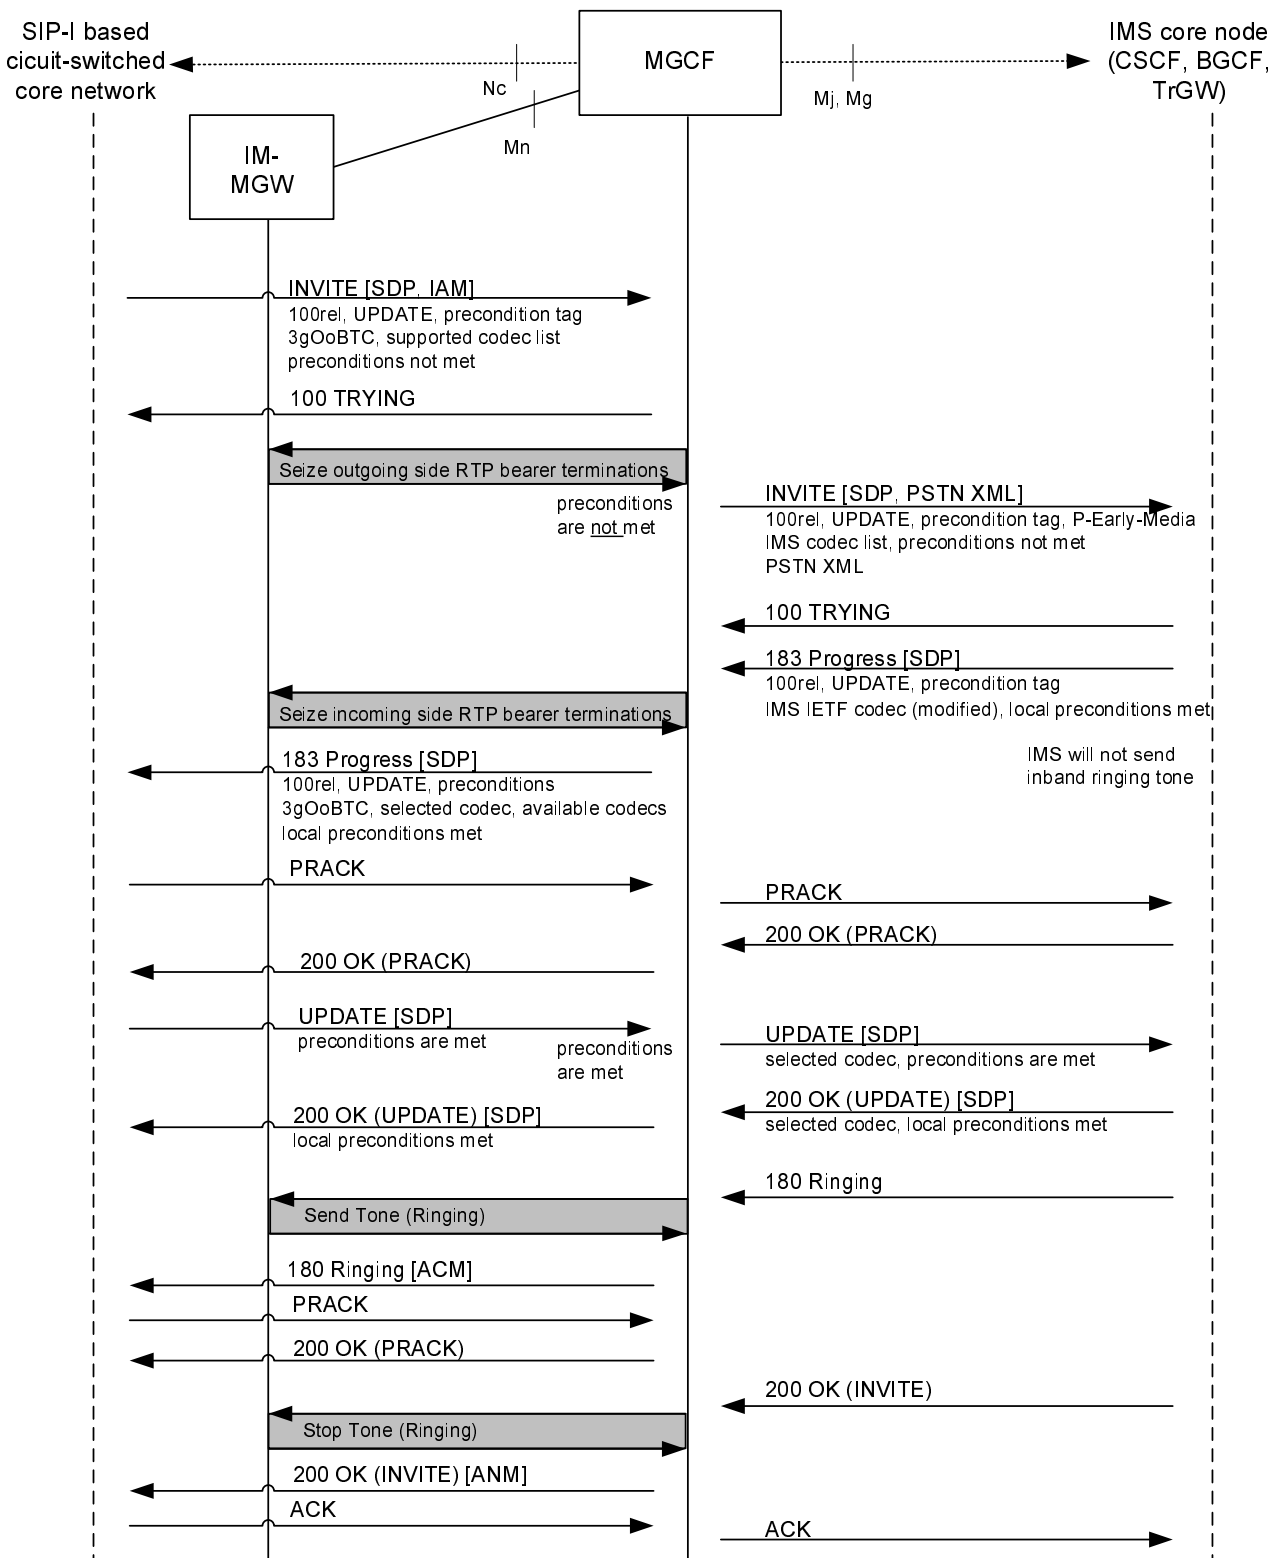 SIP-I based
cicuit-switched
core network
MGCF
IMS core node
(CSCF, BGCF,
TrGW)
Nc
Mj, Mg
Mn
IM-
MGW
INVITE [SDP, IAM]
100rel, UPDATE, precondition tag
3gOoBTC, supported codec list
preconditions not met
100 TRYING
Seize outgoing side RTP bearer terminations
preconditions
are not met
INVITE [SDP, PSTN XML]
100rel, UPDATE, precondition tag, P-Early-Media
IMS codec list, preconditions not met
PSTN XML
100 TRYING
183 Progress [SDP]
100rel, UPDATE, precondition tag
IMS IETF codec (modified), local preconditions met
Seize incoming side RTP bearer terminations
IMS will not send
inband ringing tone
183 Progress [SDP]
100rel, UPDATE, preconditions
3gOoBTC, selected codec, available codecs
local preconditions met
PRACK
PRACK
200 OK (PRACK)
200 OK (PRACK)
UPDATE [SDP]
preconditions are met
preconditions
are met
UPDATE [SDP]
selected codec, preconditions are met
200 OK (UPDATE) [SDP]
selected codec, local preconditions met
200 OK (UPDATE) [SDP]
local preconditions met
180 Ringing
Send Tone (Ringing)
180 Ringing [ACM]
PRACK
200 OK (PRACK)
200 OK (INVITE)
Stop Tone (Ringing)
200 OK (INVITE) [ANM]
ACK
ACK